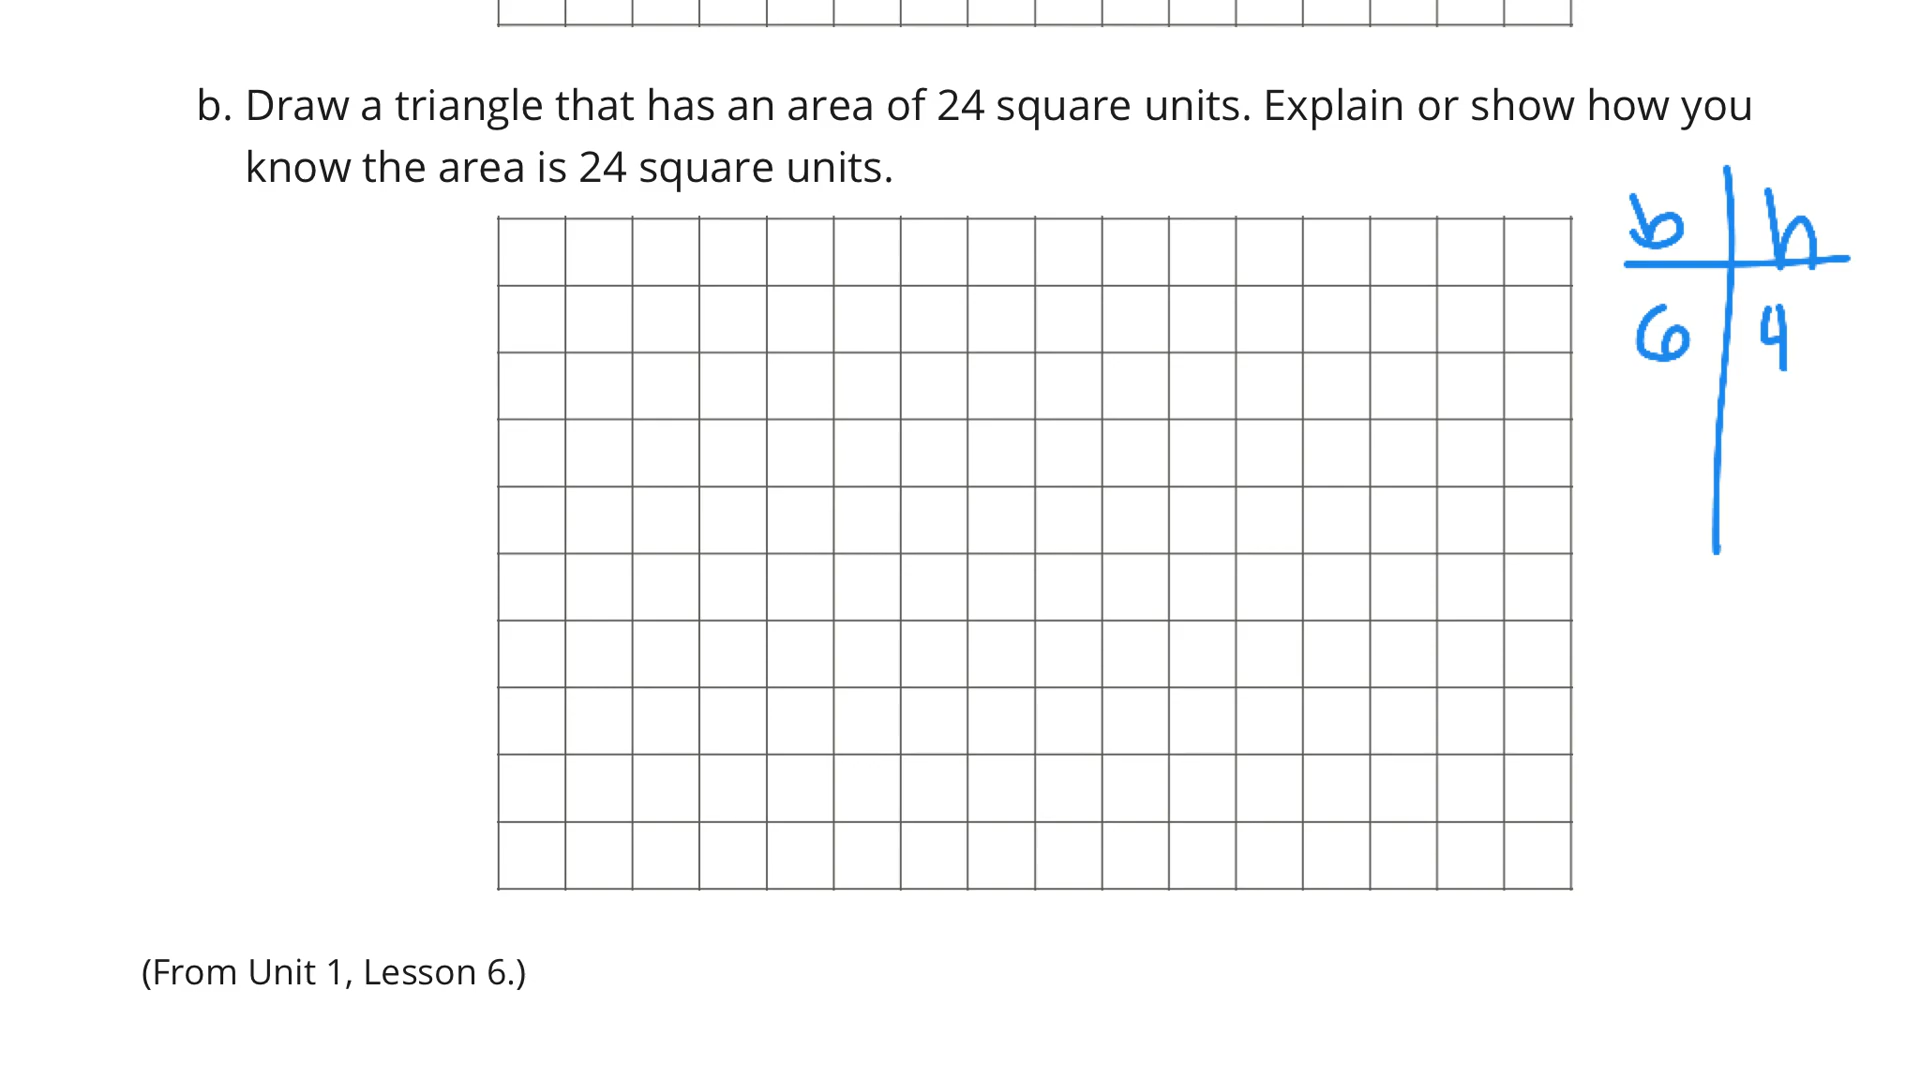 b. Draw a triangle that has an area of 24 square units. Explain or show how you
know the area is 24 square units.
b h
6 4
(From Unit 1, Lesson 6.)